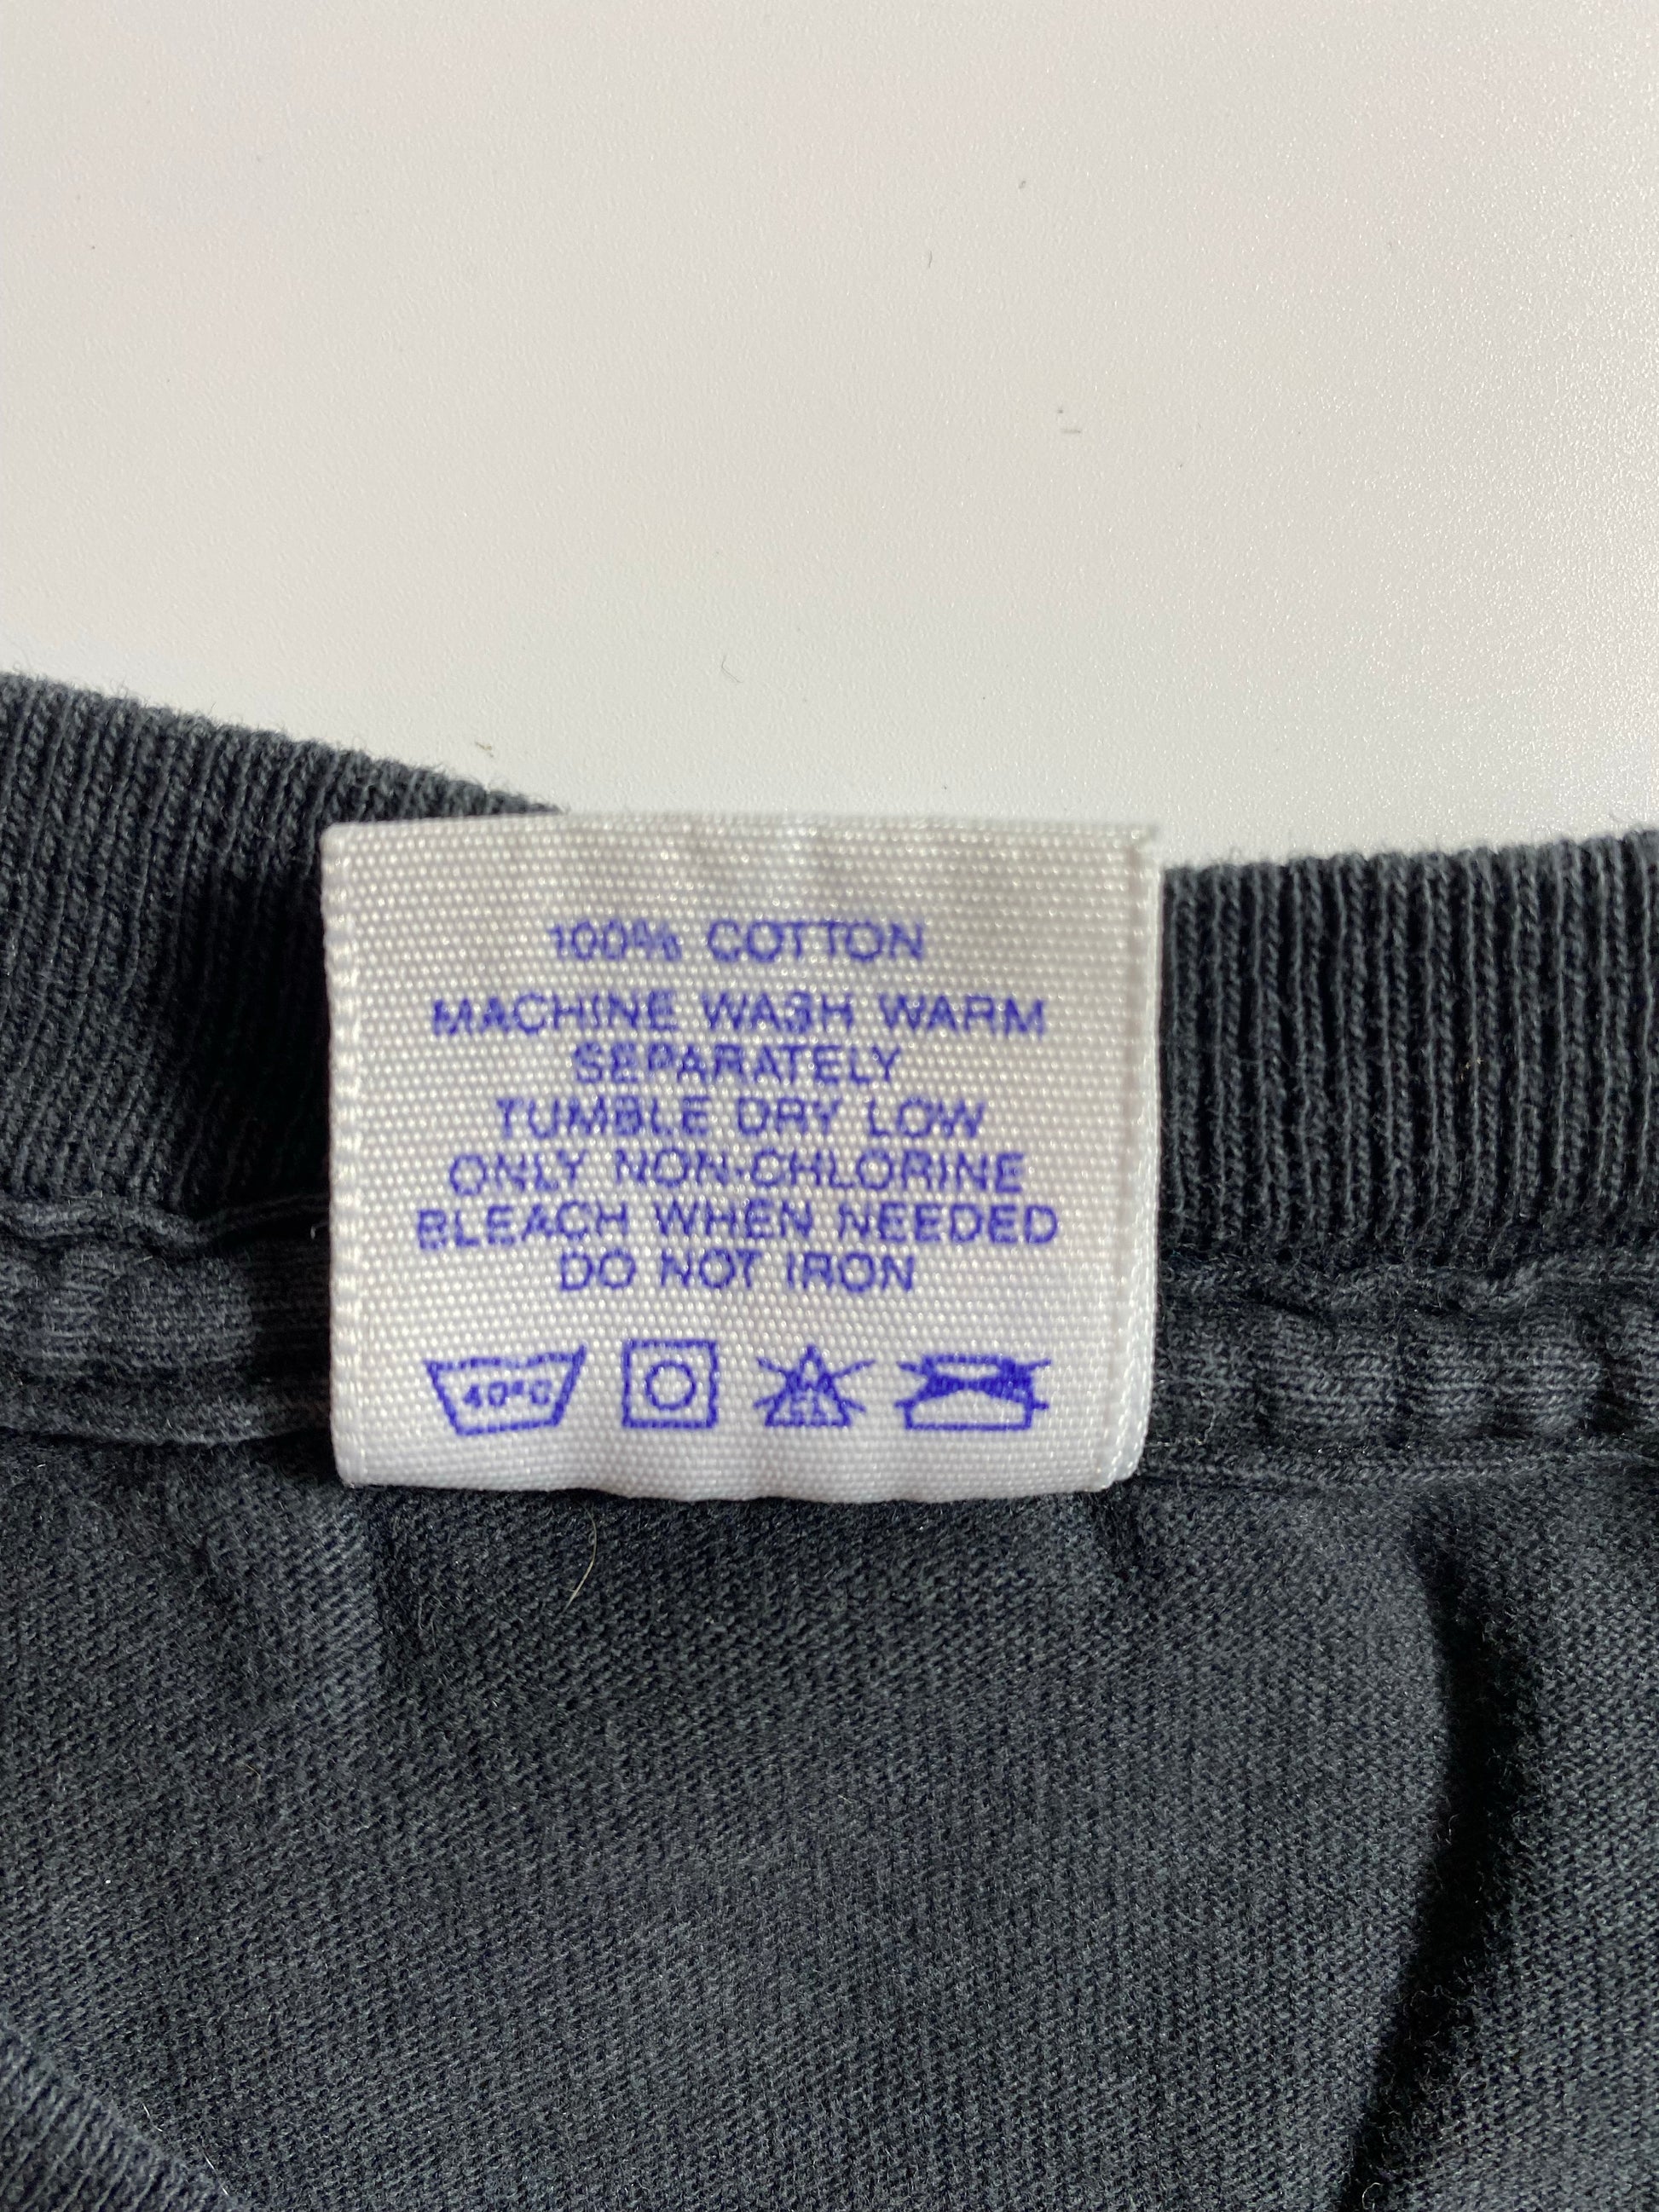 100% COTTON
MACHINE WASH WARM
SEPARATELY
TUMBLE DRY LOW
ONLY NON-CHLORINE
BLEACH WHEN NEEDED
DO NOT IRON
40°C